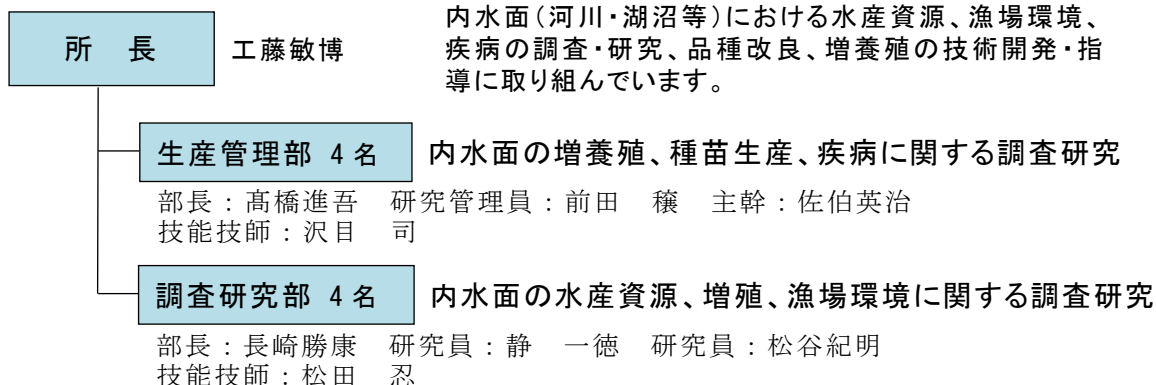 所　長
工藤敏博
内水面（河川・湖沼等）における水産資源、漁場環境、
疾病の調査・研究、品種改良、増養殖の技術開発・指
導に取り組んでいます。
生産管理部 ４名
内水面の増養殖、種苗生産、疾病に関する調査研究
部長：髙橋進吾　研究管理員：前田　穣　主幹：佐伯英治
技能技師：沢目　司
調査研究部 ４名
内水面の水産資源、増殖、漁場環境に関する調査研究
部長：長崎勝康　研究員：静　一徳　研究員：松谷紀明
技能技師：松田　忍